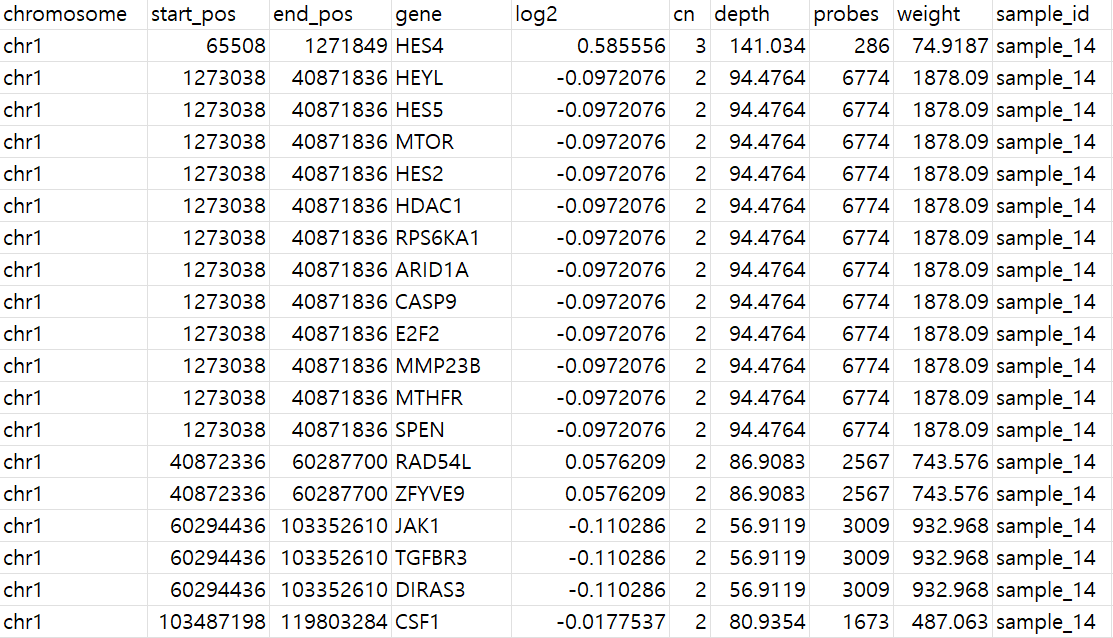 chromosome start_pos end_pos gene log2 cn depth probes weight sample_id
chr1 65508 1271849 HES4 0.585556 3 141.034 286 74.9187 sample_14
chr1 1273038 40871836 HEYL -0.0972076 2 94.4764 6774 1878.09 sample_14
chr1 1273038 40871836 HES5 -0.0972076 2 94.4764 6774 1878.09 sample_14
chr1 1273038 40871836 MTOR -0.0972076 2 94.4764 6774 1878.09 sample_14
chr1 1273038 40871836 HES2 -0.0972076 2 94.4764 6774 1878.09 sample_14
chr1 1273038 40871836 HDAC1 -0.0972076 2 94.4764 6774 1878.09 sample_14
chr1 1273038 40871836 RPS6KA1 -0.0972076 2 94.4764 6774 1878.09 sample_14
chr1 1273038 40871836 ARID1A -0.0972076 2 94.4764 6774 1878.09 sample_14
chr1 1273038 40871836 CASP9 -0.0972076 2 94.4764 6774 1878.09 sample_14
chr1 1273038 40871836 E2F2 -0.0972076 2 94.4764 6774 1878.09 sample_14
chr1 1273038 40871836 MMP23B -0.0972076 2 94.4764 6774 1878.09 sample_14
chr1 1273038 40871836 MTHFR -0.0972076 2 94.4764 6774 1878.09 sample_14
chr1 1273038 40871836 SPEN -0.0972076 2 94.4764 6774 1878.09 sample_14
chr1 40872336 60287700 RAD54L 0.0576209 2 86.9083 2567 743.576 sample_14
chr1 40872336 60287700 ZFYVE9 0.0576209 2 86.9083 2567 743.576 sample_14
chr1 60294436 103352610 JAK1 -0.110286 2 56.9119 3009 932.968 sample_14
chr1 60294436 103352610 TGFBR3 -0.110286 2 56.9119 3009 932.968 sample_14
chr1 60294436 103352610 DIRAS3 -0.110286 2 56.9119 3009 932.968 sample_14
chr1 103487198 119803284 CSF1 -0.0177537 2 80.9354 1673 487.063 sample_14